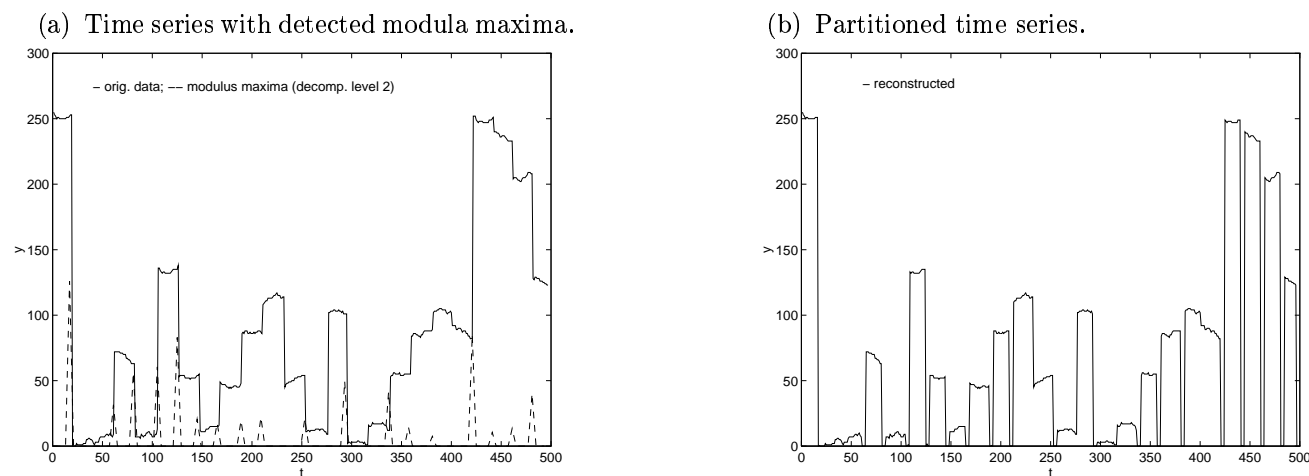 (a) Time series with detected modula maxima.
300
250
200
150
100
50
0
y
– orig. data; −− modulus maxima (decomp. level 2)
0 50 100 150 200 250 300 350 400 450 500
t
(b) Partitioned time series.
300
250
200
150
100
50
0
y
– reconstructed
0 50 100 150 200 250 300 350 400 450 500
t